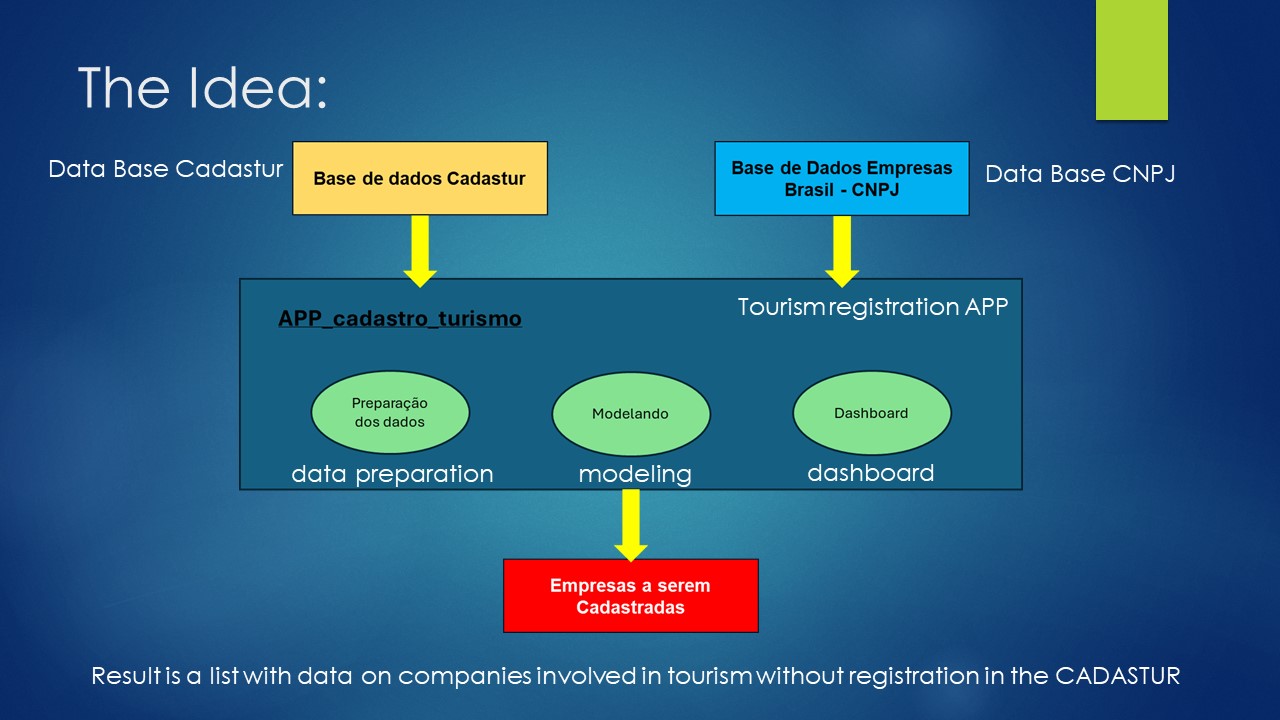 The Idea:
Data Base Cadastur
Base de dados Cadastur
Base de Dados Empresas
Brasil - CNPJ
Data Base CNPJ
APP_cadastro_turismo
Tourism registration APP
Preparação
dos dados
Modelando
Dashboard
data preparation
modeling
dashboard
Empresas a serem
Cadastradas
Result is a list with data on companies involved in tourism without registration in the CADASTUR